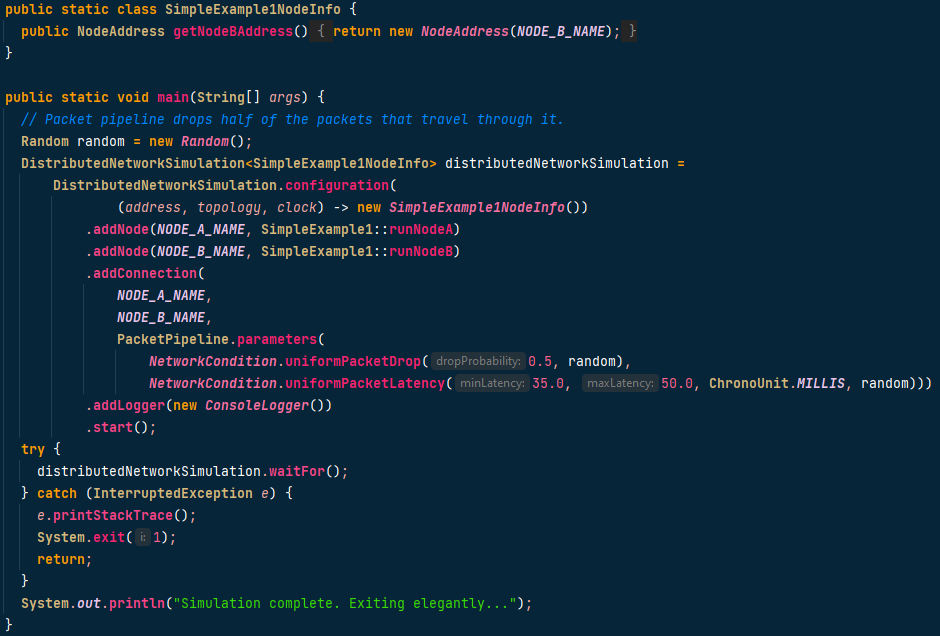 public static class SimpleExample1NodeInfo {
  public NodeAddress getNodeBAddress() { return new NodeAddress(NODE_B_NAME); }
}

public static void main(String[] args) {
  // Packet pipeline drops half of the packets that travel through it.
  Random random = new Random();
  DistributedNetworkSimulation<SimpleExample1NodeInfo> distributedNetworkSimulation =
      DistributedNetworkSimulation.configuration(
              (address, topology, clock) -> new SimpleExample1NodeInfo())
          .addNode(NODE_A_NAME, SimpleExample1::runNodeA)
          .addNode(NODE_B_NAME, SimpleExample1::runNodeB)
          .addConnection(
              NODE_A_NAME,
              NODE_B_NAME,
              PacketPipeline.parameters(
                  NetworkCondition.uniformPacketDrop( dropProbability: 0.5, random),
                  NetworkCondition.uniformPacketLatency( minLatency: 35.0, maxLatency: 50.0, ChronoUnit.MILLIS, random)))
          .addLogger(new ConsoleLogger())
          .start();
  try {
    distributedNetworkSimulation.waitFor();
  } catch (InterruptedException e) {
    e.printStackTrace();
    System.exit( i: 1);
    return;
  }
  System.out.println("Simulation complete. Exiting elegantly...");
}